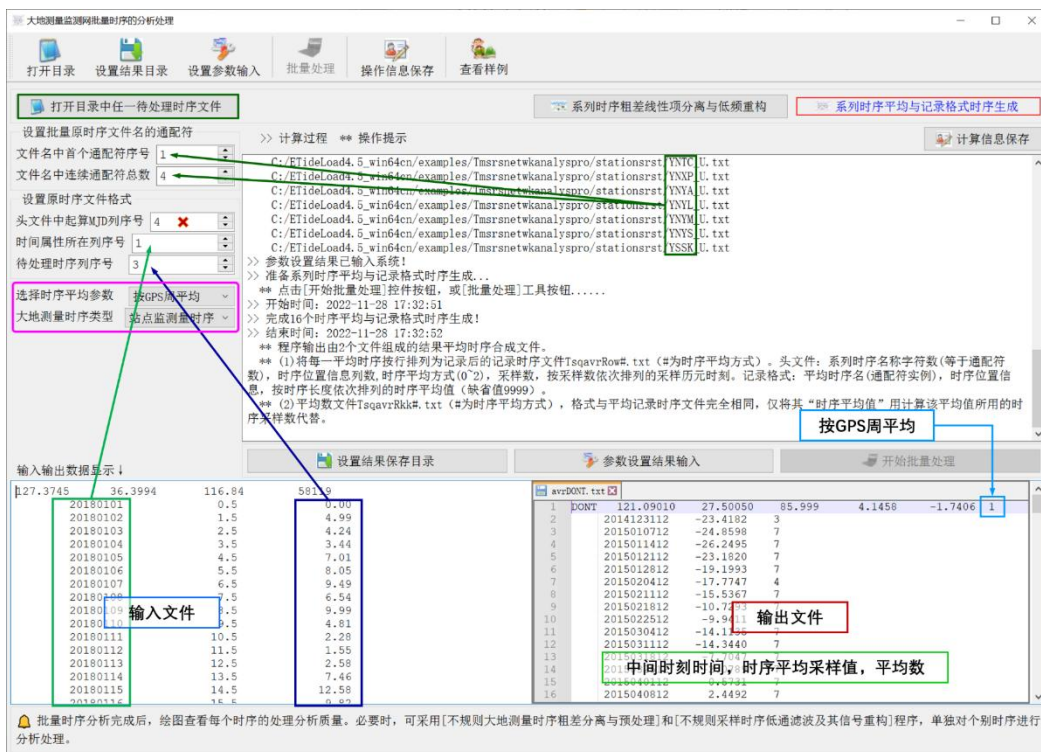 大地测量监测网批量时序的分析处理
打开目录 设置结果目录 设置参数输入 批量处理 操作信息保存 查看样例
打开目录中任一待处理时序文件
系列时序粗差线性项分离与低频重构
系列时序平均与记录格式时序生成
设置批量原时序文件名的通配符
文件名中首个通配符序号 1
文件名中连续通配符总数 4
设置原时序文件格式
头文件中起算MJD列序号 4
时间属性所在列序号 1
待处理时序列序号 3
选择时序平均参数 按GPS周平均
大地测量时序类型 站点监测量时序
>> 计算过程 ** 操作提示
计算信息保存
C:/ETideLoad4.5_win64cn/examples/Tmsrsnetwkanalyspro/stationsrst/YNTC_U.txt
C:/ETideLoad4.5_win64cn/examples/Tmsrsnetwkanalyspro/stationsrst/YNXP_U.txt
C:/ETideLoad4.5_win64cn/examples/Tmsrsnetwkanalyspro/stationsrst/YNYA_U.txt
C:/ETideLoad4.5_win64cn/examples/Tmsrsnetwkanalyspro/stationsrst/YNYL_U.txt
C:/ETideLoad4.5_win64cn/examples/Tmsrsnetwkanalyspro/stationsrst/YNYM_U.txt
C:/ETideLoad4.5_win64cn/examples/Tmsrsnetwkanalyspro/stationsrst/YNYS_U.txt
C:/ETideLoad4.5_win64cn/examples/Tmsrsnetwkanalyspro/stationsrst/YSSK_U.txt
>> 参数设置结果已输入系统!
>> 准备系列时序平均与记录格式时序生成...
** 点击[开始批量处理]控件按钮，或[批量处理]工具按钮......
>> 开始时间: 2022-11-28 17:32:51
>> 完成16个时序平均与记录格式时序生成!
>> 结束时间: 2022-11-28 17:32:52
** 程序输出由2个文件组成的结果平均时序合成文件。
** (1)将每一平均时序按行排列为记录后的记录时序文件TsqavrRow#.txt（#为时序平均方式）。头文件: 系列时序名称字符数(等于通配符
数)，时序位置信息列数,时序平均方式(0~2)，采样数，按采样数依次排列的采样历元时刻。记录格式: 平均时序名(通配符实例)，时序位置信
息，按时序长度依次排列的时序平均值（缺省值9999）。
** (2)平均数文件TsqavrRkk#.txt（#为时序平均方式），格式与平均记录时序文件完全相同，仅将其“时序平均值”用计算该平均值所用的时
序采样数代替。
按GPS周平均
设置结果保存目录
参数设置结果输入
开始批量处理
输入输出数据显示↓
127.3745 36.3994 116.84 58119
20180101 0.5 0.00
20180102 1.5 4.99
20180103 2.5 4.24
20180104 3.5 3.44
20180105 4.5 7.01
20180106 5.5 8.05
20180107 6.5 9.49
20180108 7.5 6.54
20180109 8.5 9.99
20180110 9.5 4.81
20180111 10.5 2.28
20180112 11.5 1.55
20180113 12.5 2.58
20180114 13.5 7.46
20180115 14.5 12.58
20180116 15.5 9.82
输入文件
avrDONT.txt
1 DONT 121.09010 27.50050 85.999 4.1458 -1.7406 1
2 2014123112 -23.4182 3
3 2015010712 -24.8598 7
4 2015011412 -26.2495 7
5 2015012112 -23.1820 7
6 2015012812 -19.1993 7
7 2015020412 -17.7747 4
8 2015021112 -15.5367 7
9 2015021812 -10.7293 7
10 2015022512 -9.9411
11 2015030412 -14.1135 7
12 2015031112 -14.3440 7
13
14
15 7
16 2015040812 2.4492 7
输出文件
中间时刻时间，时序平均采样值，平均数
批量时序分析完成后，绘图查看每个时序的处理分析质量。必要时，可采用[不规则大地测量时序粗差分离与预处理]和[不规则采样时序低通滤波及其信号重构]程序，单独对个别时序进行
分析处理。